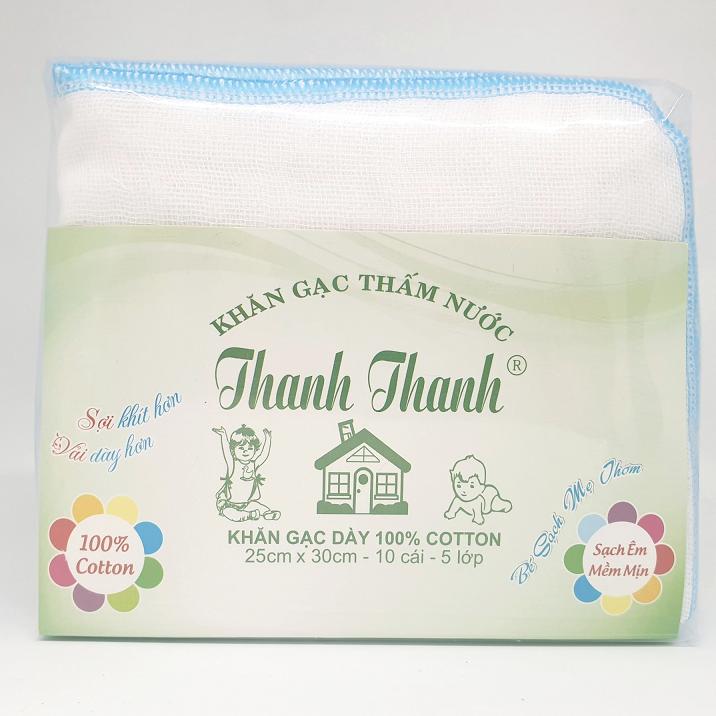 KHĂN GẠC THẤM NƯỚC
Thanh Thanh®
Sợi khít hơn
Vải dày hơn
KHĂN GẠC DÀY 100% COTTON
25cm x 30cm - 10 cái - 5 lớp
100%
Cotton
Bé Sạch Mẹ Thơm
Sạch Êm
Mềm Mịn